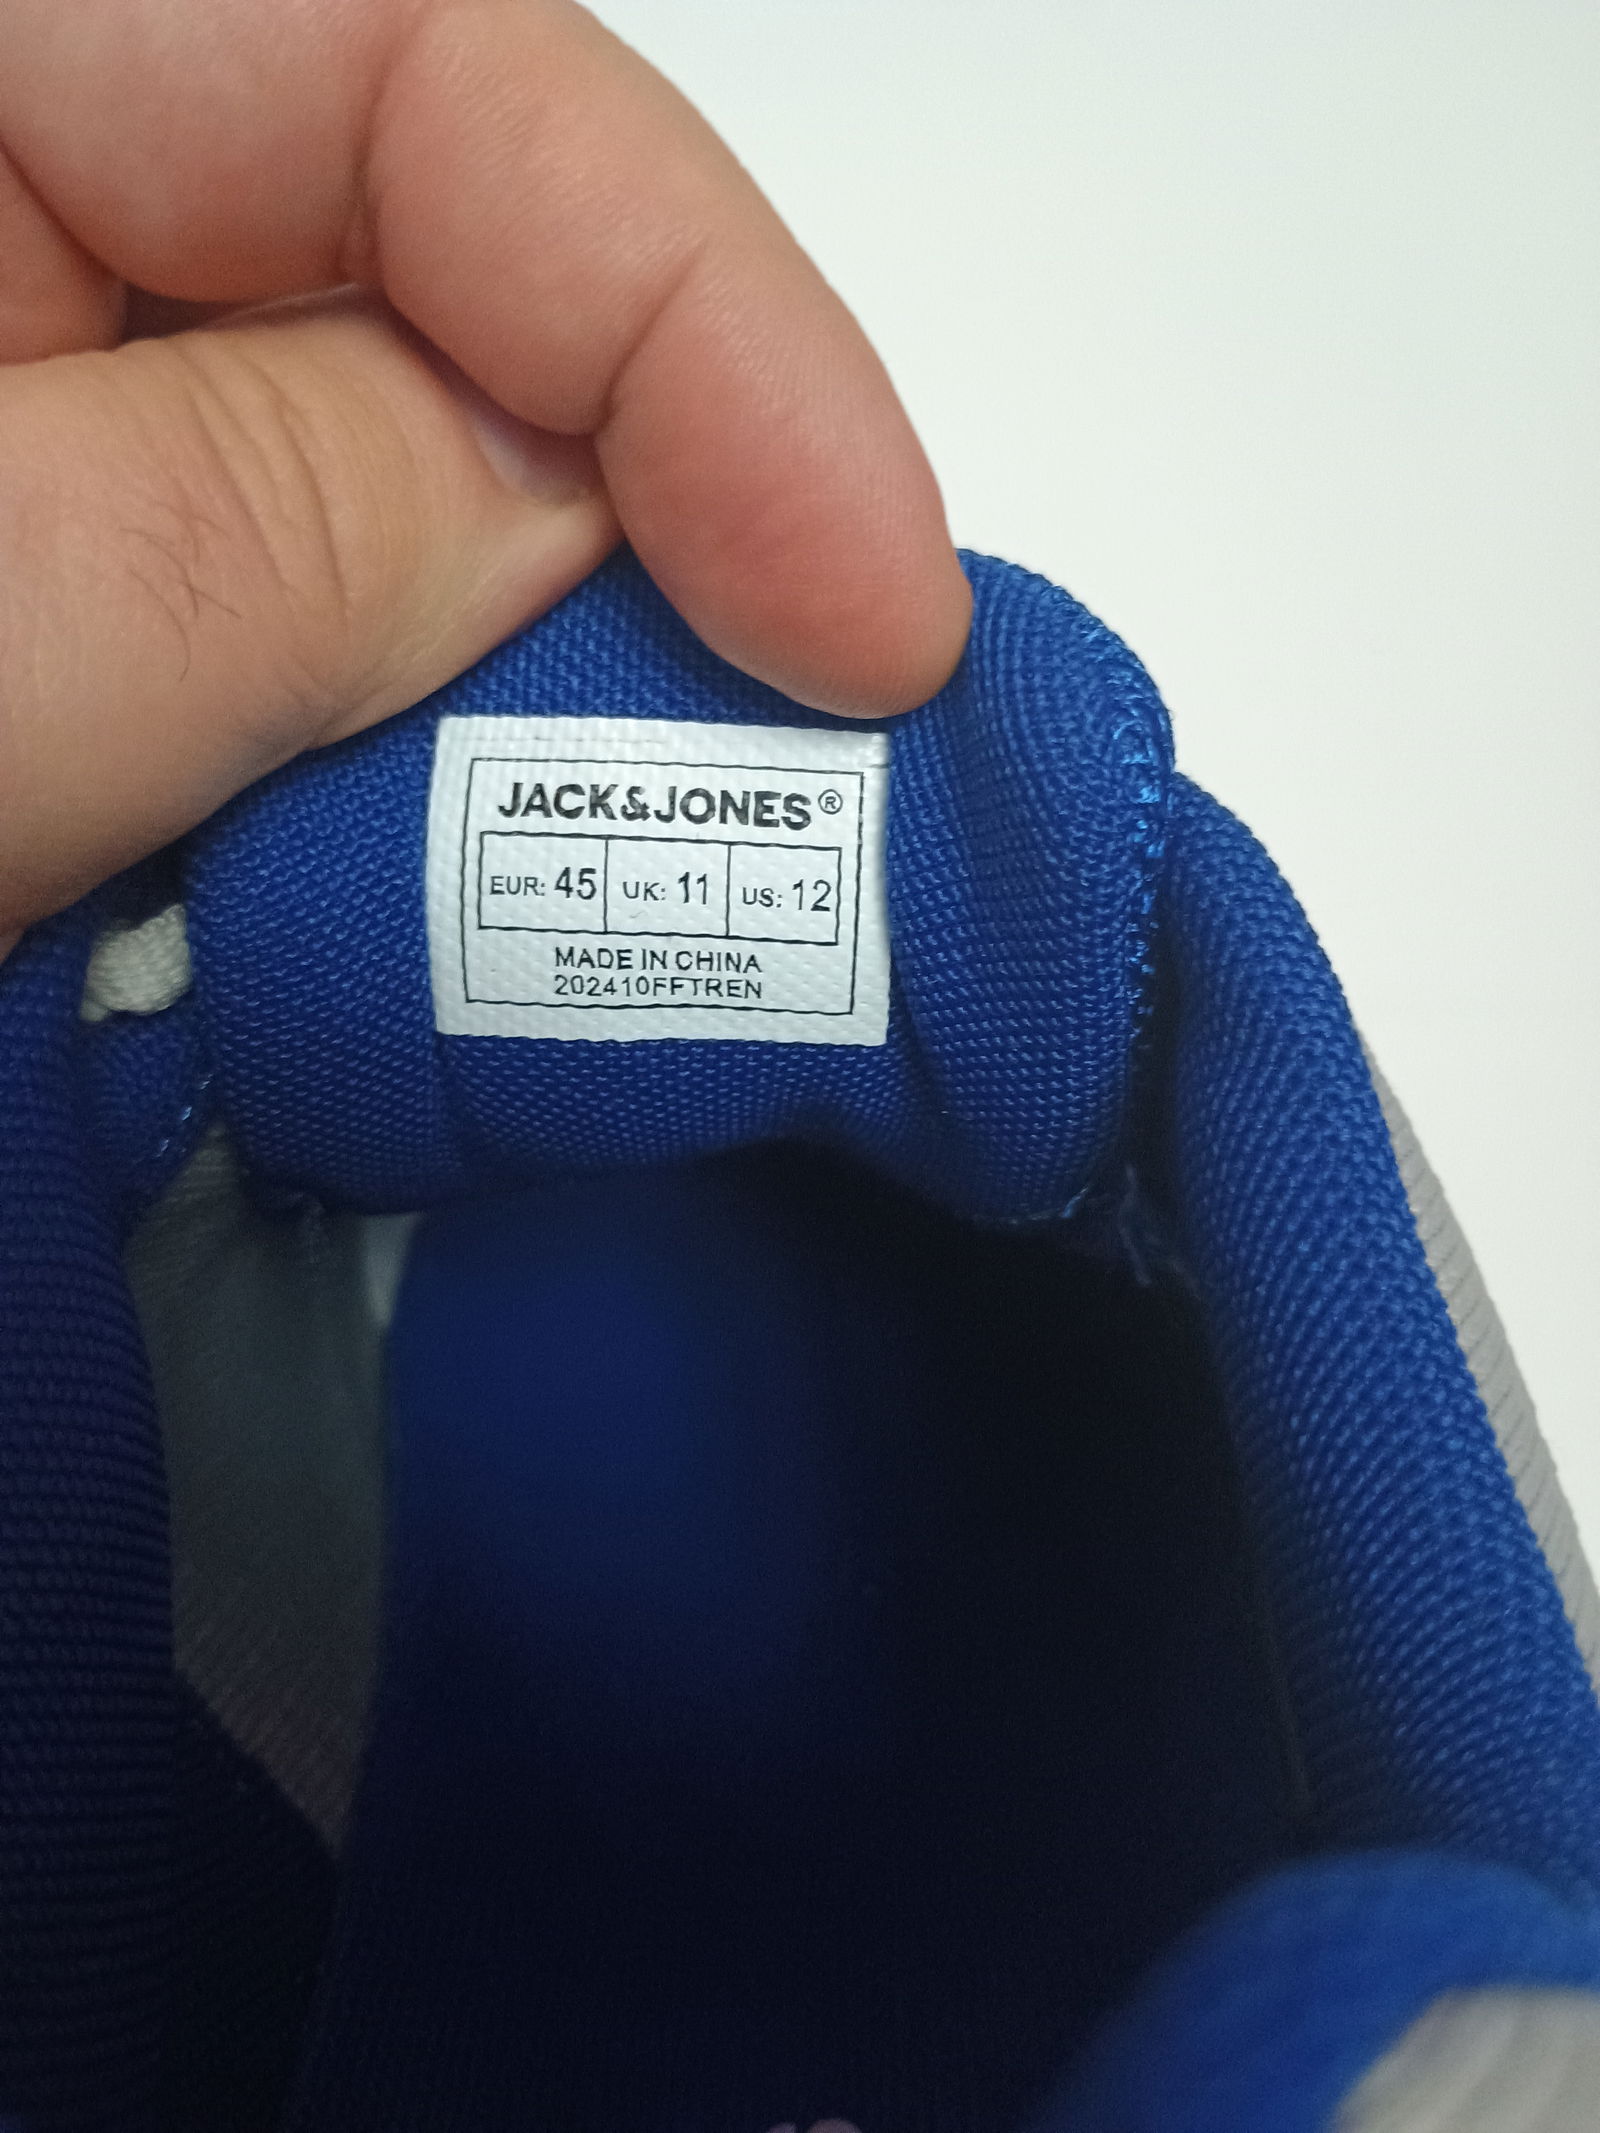 JACK&JONES®
EUR: 45 UK: 11 US: 12
MADE IN CHINA
202410FFTREN